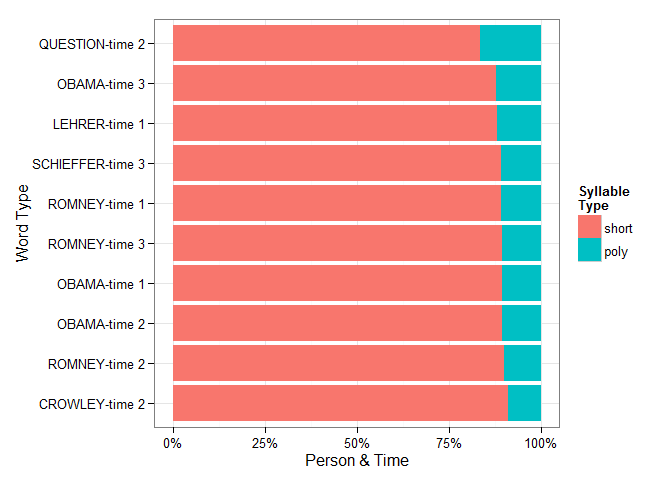 QUESTION-time 2
OBAMA-time 3
LEHRER-time 1
SCHIEFFER-time 3
ROMNEY-time 1
ROMNEY-time 3
OBAMA-time 1
OBAMA-time 2
ROMNEY-time 2
CROWLEY-time 2
Word Type
0% 25% 50% 75% 100%
Person & Time
Syllable
Type
short
poly